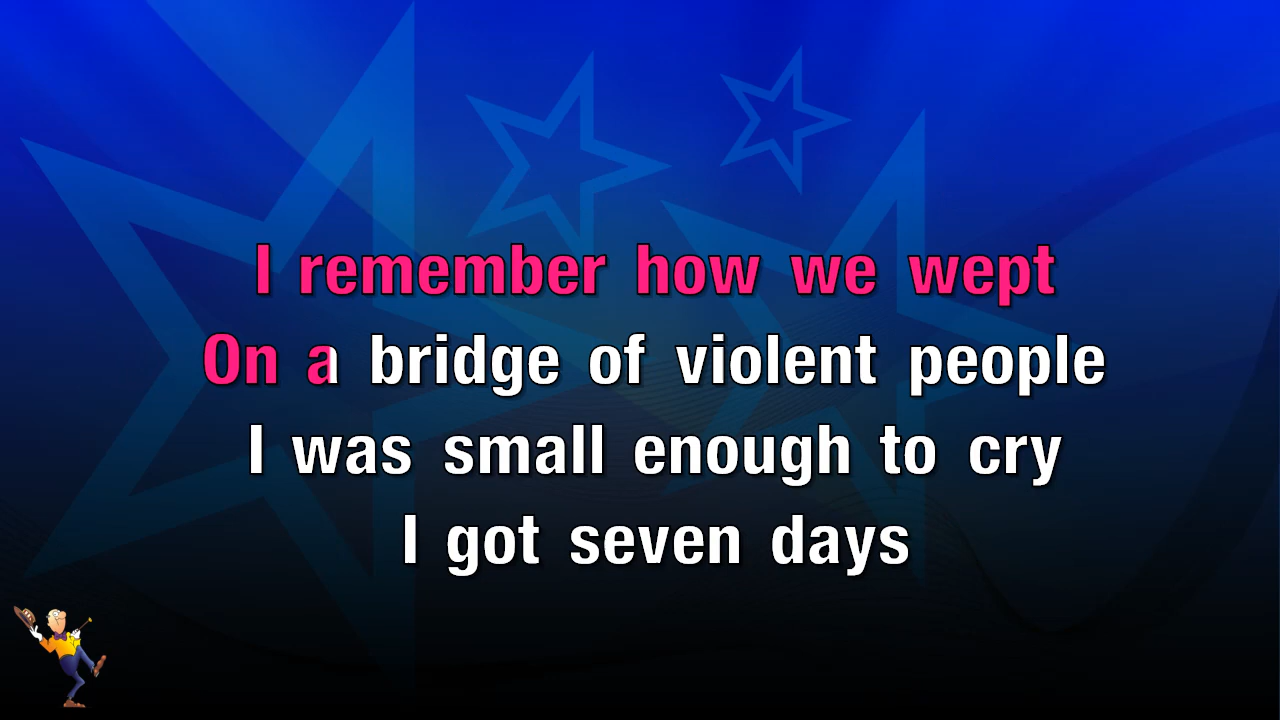 I remember how we wept
On a bridge of violent people
I was small enough to cry
I got seven days